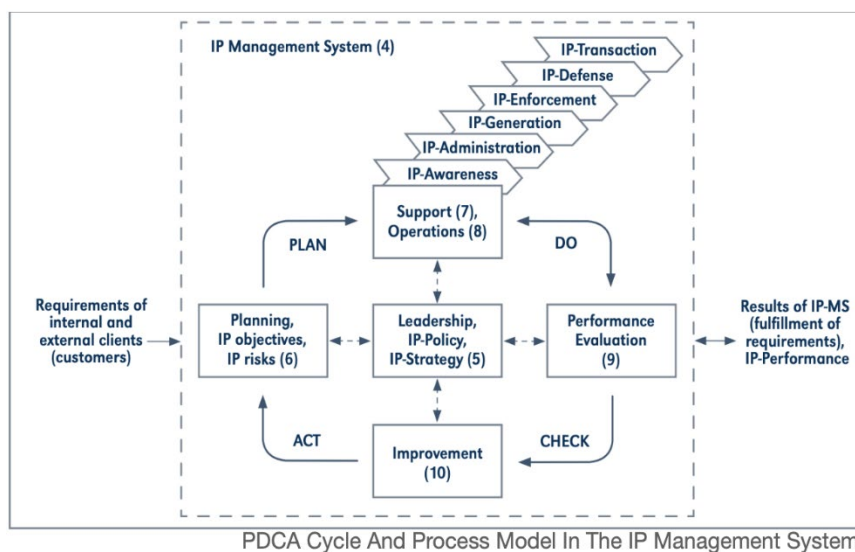 IP Management System (4)
IP-Transaction
IP-Defense
IP-Enforcement
IP-Generation
IP-Administration
IP-Awareness
Support (7),
Operations (8)
PLAN
DO
Requirements of
internal and
external clients
(customers)
Planning,
IP objectives,
IP risks (6)
Leadership,
IP-Policy,
IP-Strategy (5)
Performance
Evaluation
(9)
Results of IP-MS
(fulfillment of
requirements),
IP-Performance
ACT
CHECK
Improvement
(10)
PDCA Cycle And Process Model In The IP Management System